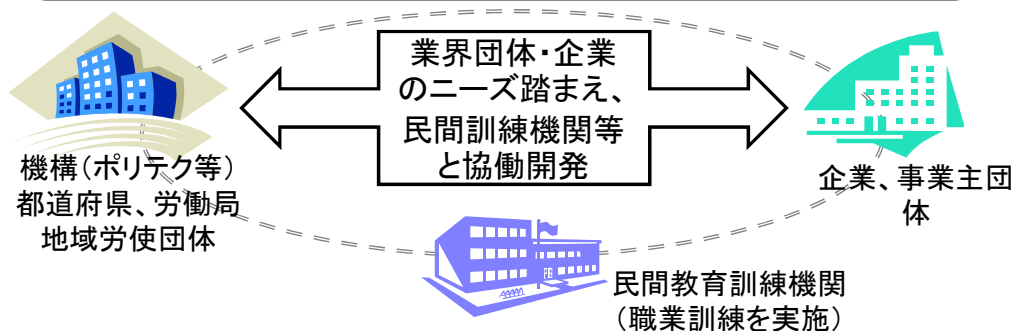 業界団体・企業
のニーズ踏まえ、
民間訓練機関等
と協働開発
機構（ポリテク等）
都道府県、労働局
地域労使団体
企業、事業主団
体
民間教育訓練機関
（職業訓練を実施）